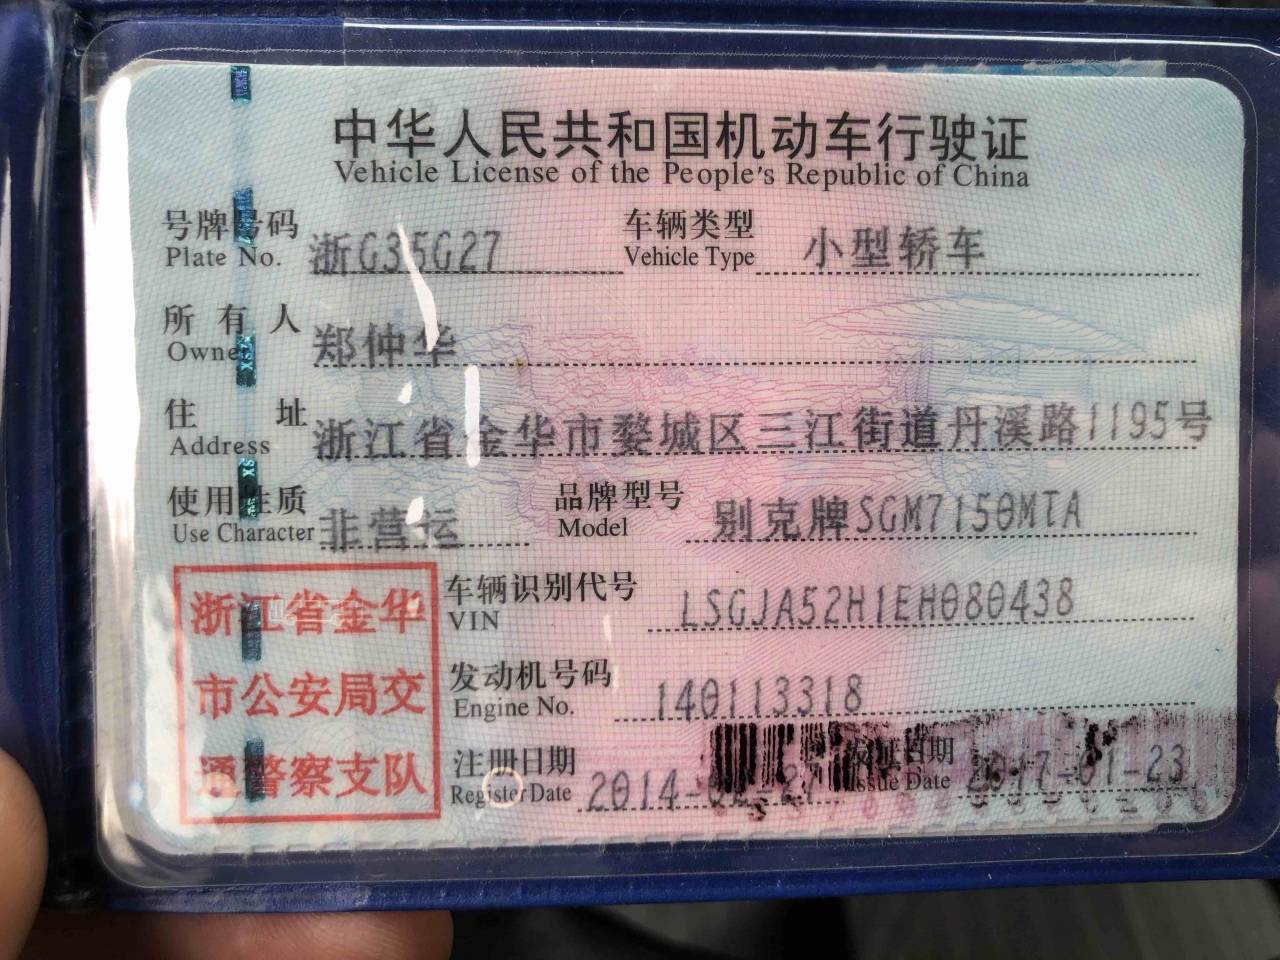 中华人民共和国机动车行驶证
Vehicle License of the People's Republic of China
号牌号码 浙G35G27 车辆类型 小型轿车
Plate No. Vehicle Type
所有人 郑仲华
Owner
住址 浙江省金华市婺城区三江街道丹溪路1195号
Address
使用性质 非营运 品牌型号 别克牌SGM7150MTA
Use Character Model
浙江省金华
市公安局交
通警察支队
车辆识别代号 LSGJA52H1EH080438
VIN
发动机号码 140113318
Engine No.
注册日期 2014- 发证日期 2017-01-23
Register Date Issue Date